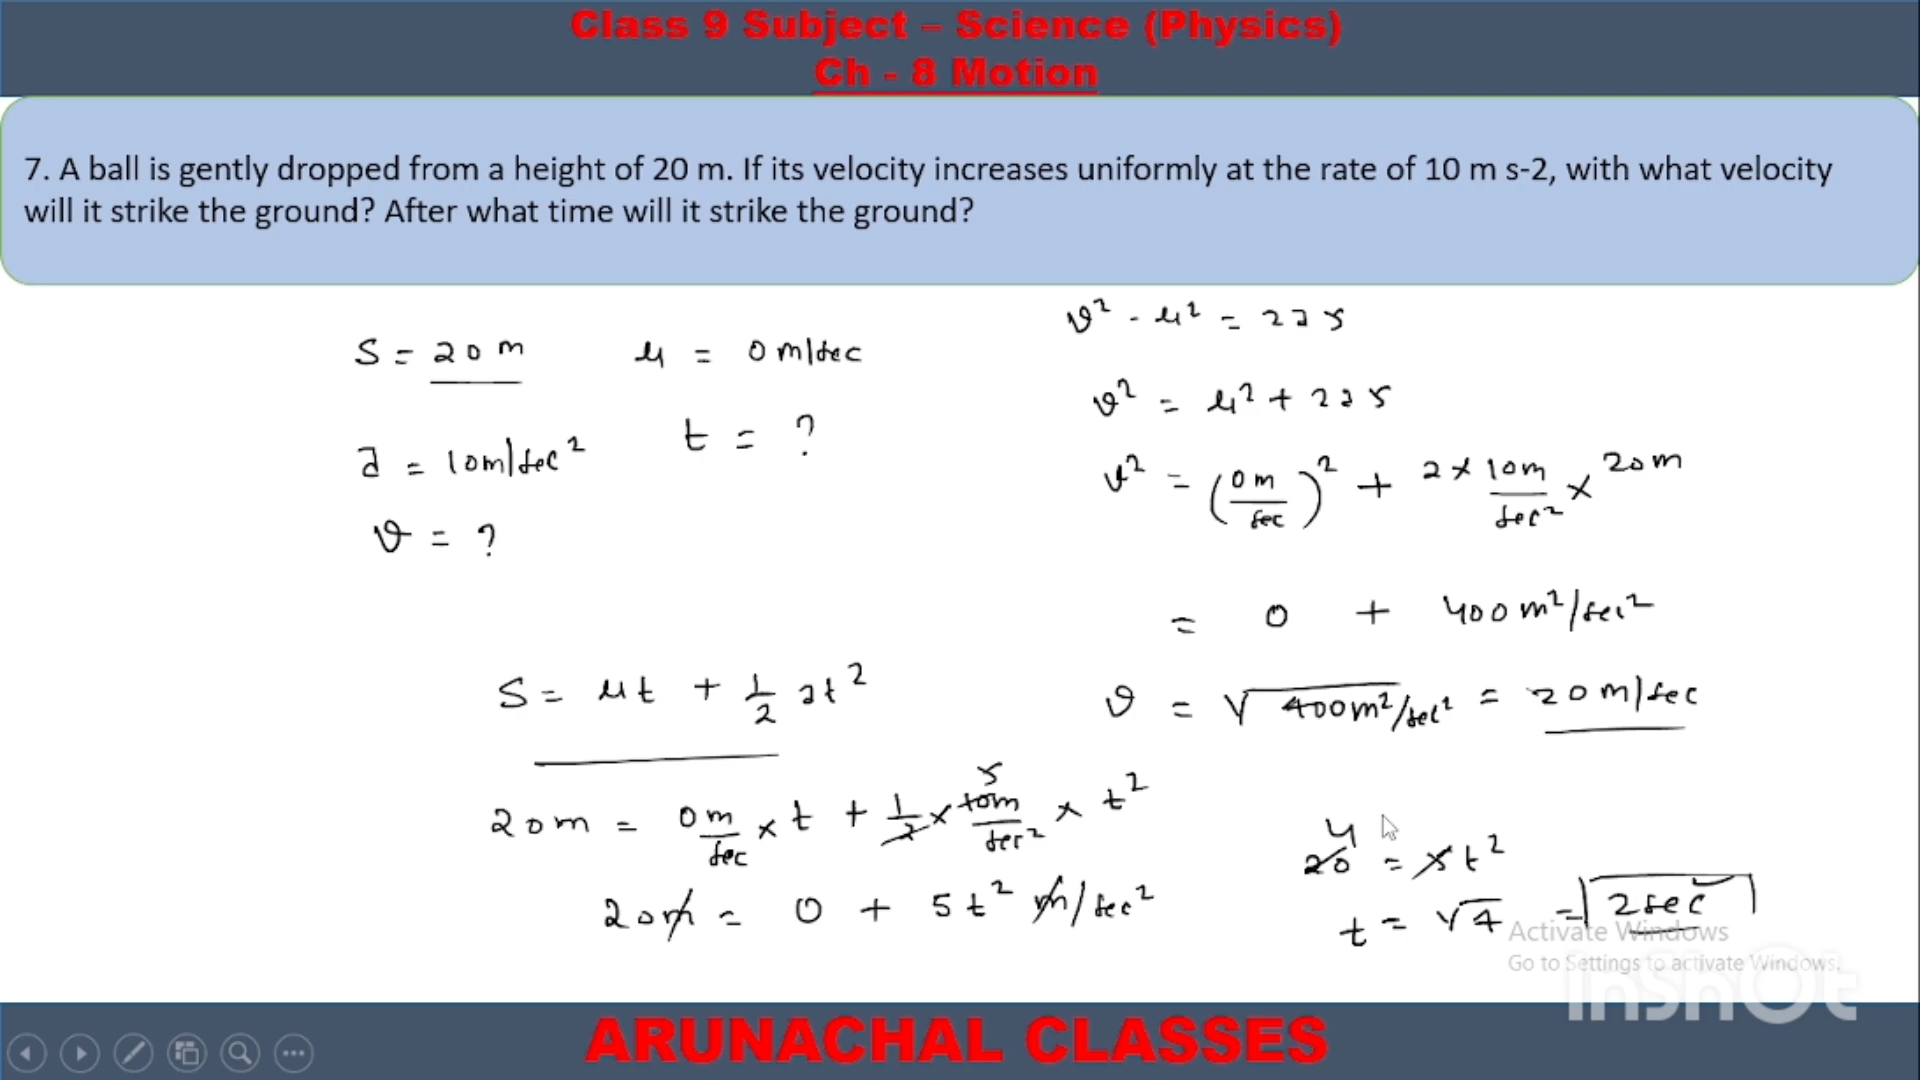 Class 9 Subject – Science (Physics)
Ch - 8 Motion
7. A ball is gently dropped from a height of 20 m. If its velocity increases uniformly at the rate of 10 m s-2, with what velocity
will it strike the ground? After what time will it strike the ground?
S = 20 m u = 0 m/sec
a = 10m/sec² t = ?
v = ?
v² - u² = 2as
v² = u² + 2as
v² = (0 m/sec)² + 2 × 10m/sec² × 20m
= 0 + 400 m²/sec²
v = √400m²/sec² = 20 m/sec
S = ut + 1/2 at²
20m = 0 m/sec × t + 1/2 × 10m/sec² × t²
5
20m = 0 + 5t² m/sec²
4
20 = 5t²
t = √4 = 2sec
Activate Windows
Go to Settings to activate Windows.
InShOt
ARUNACHAL CLASSES